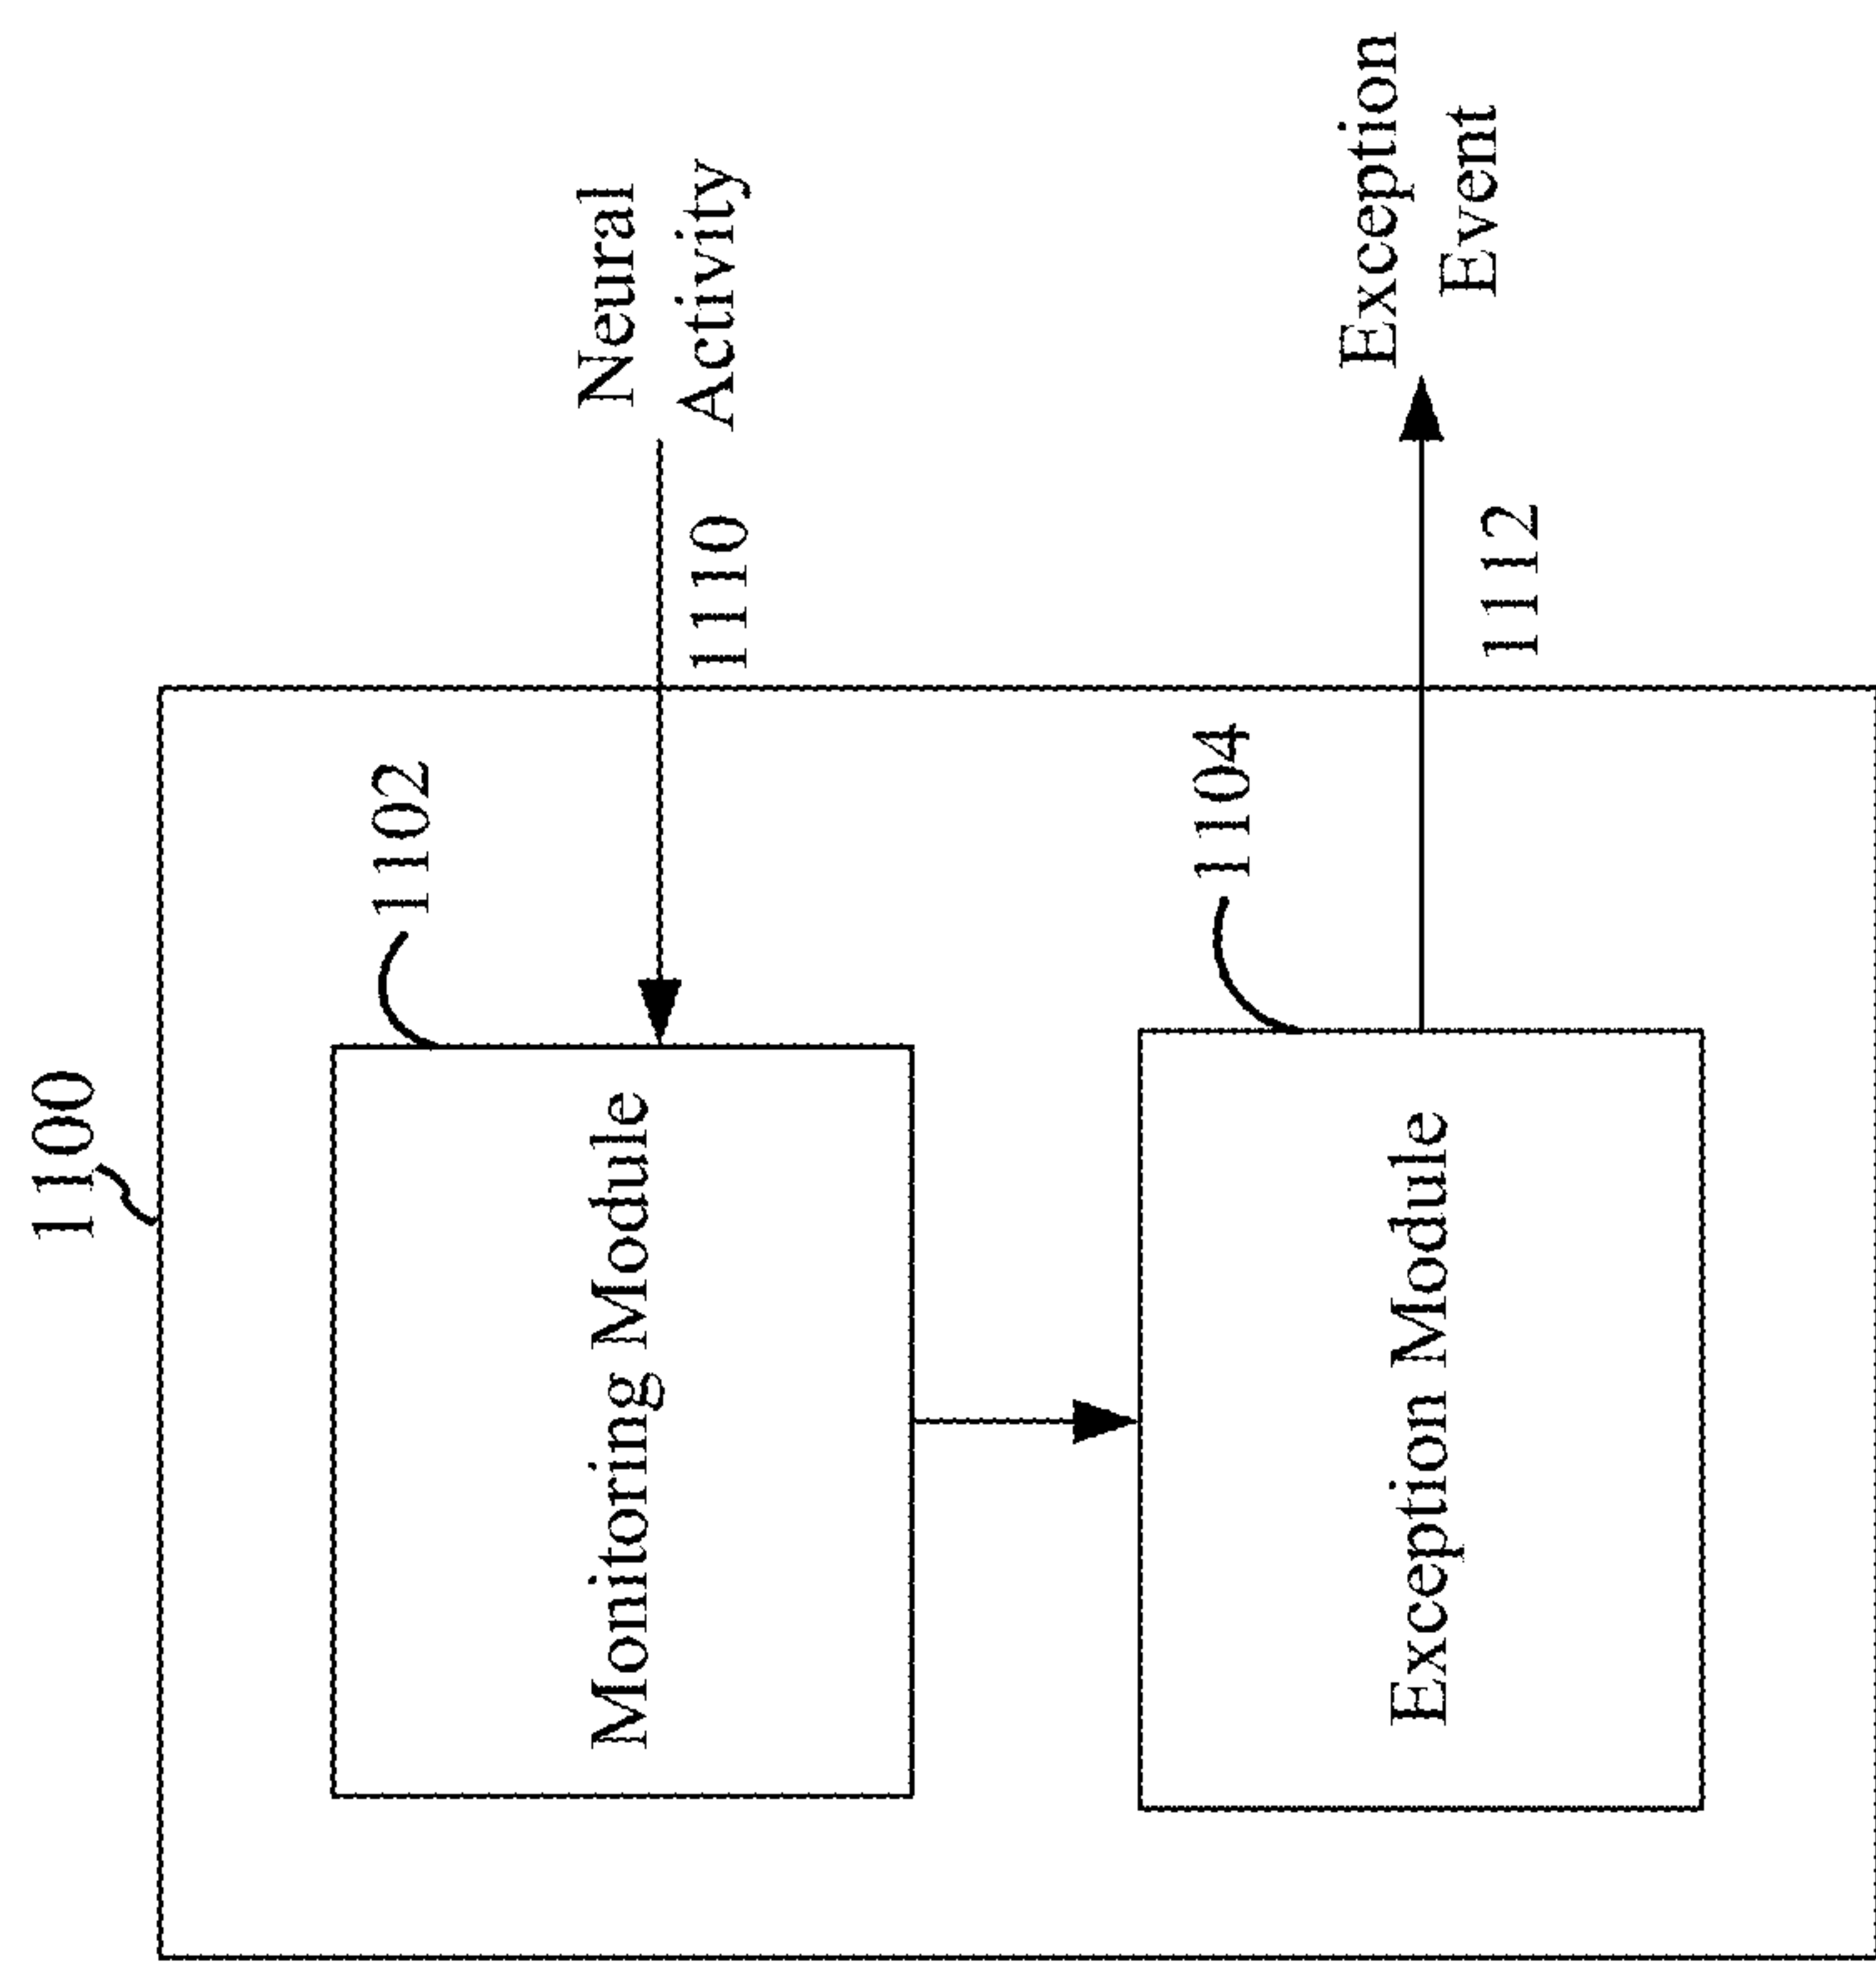 1100
Monitoring Module
1102
1110
Neural
Activity
Exception Module
1104
1112
Exception
Event